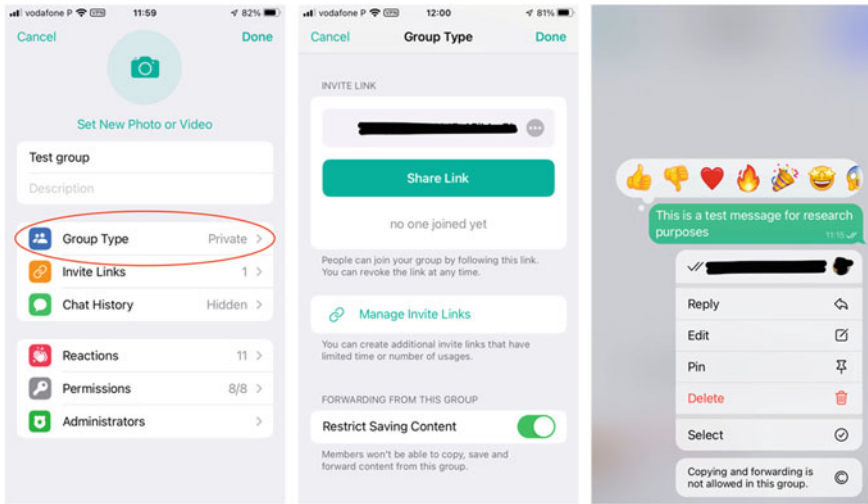 vodafone P VPN 11:59 82%
Cancel Done
Set New Photo or Video
Test group
Description
Group Type Private
Invite Links 1
Chat History Hidden
Reactions 11
Permissions 8/8
Administrators
vodafone P VPN 12:00 81%
Cancel Group Type Done
INVITE LINK
Share Link
no one joined yet
People can join your group by following this link.
You can revoke the link at any time.
Manage Invite Links
You can create additional invite links that have
limited time or number of usages.
FORWARDING FROM THIS GROUP
Restrict Saving Content
Members won't be able to copy, save and
forward content from this group.
This is a test message for research
purposes
11:15
Reply
Edit
Pin
Delete
Select
Copying and forwarding is
not allowed in this group.